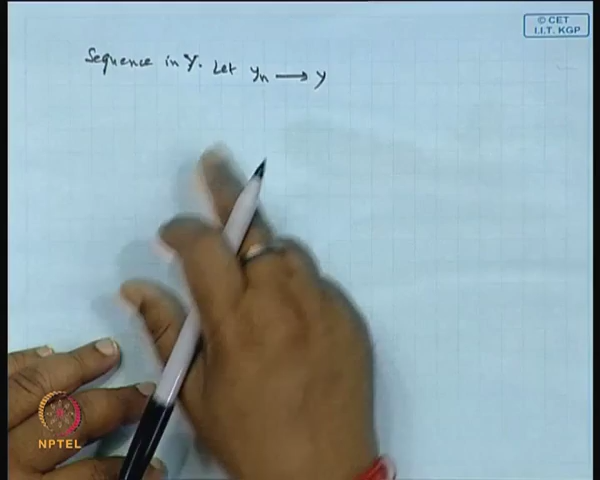 © CET
I.I.T. KGP
Sequence in Y. Let yn ⟶ y
NPTEL